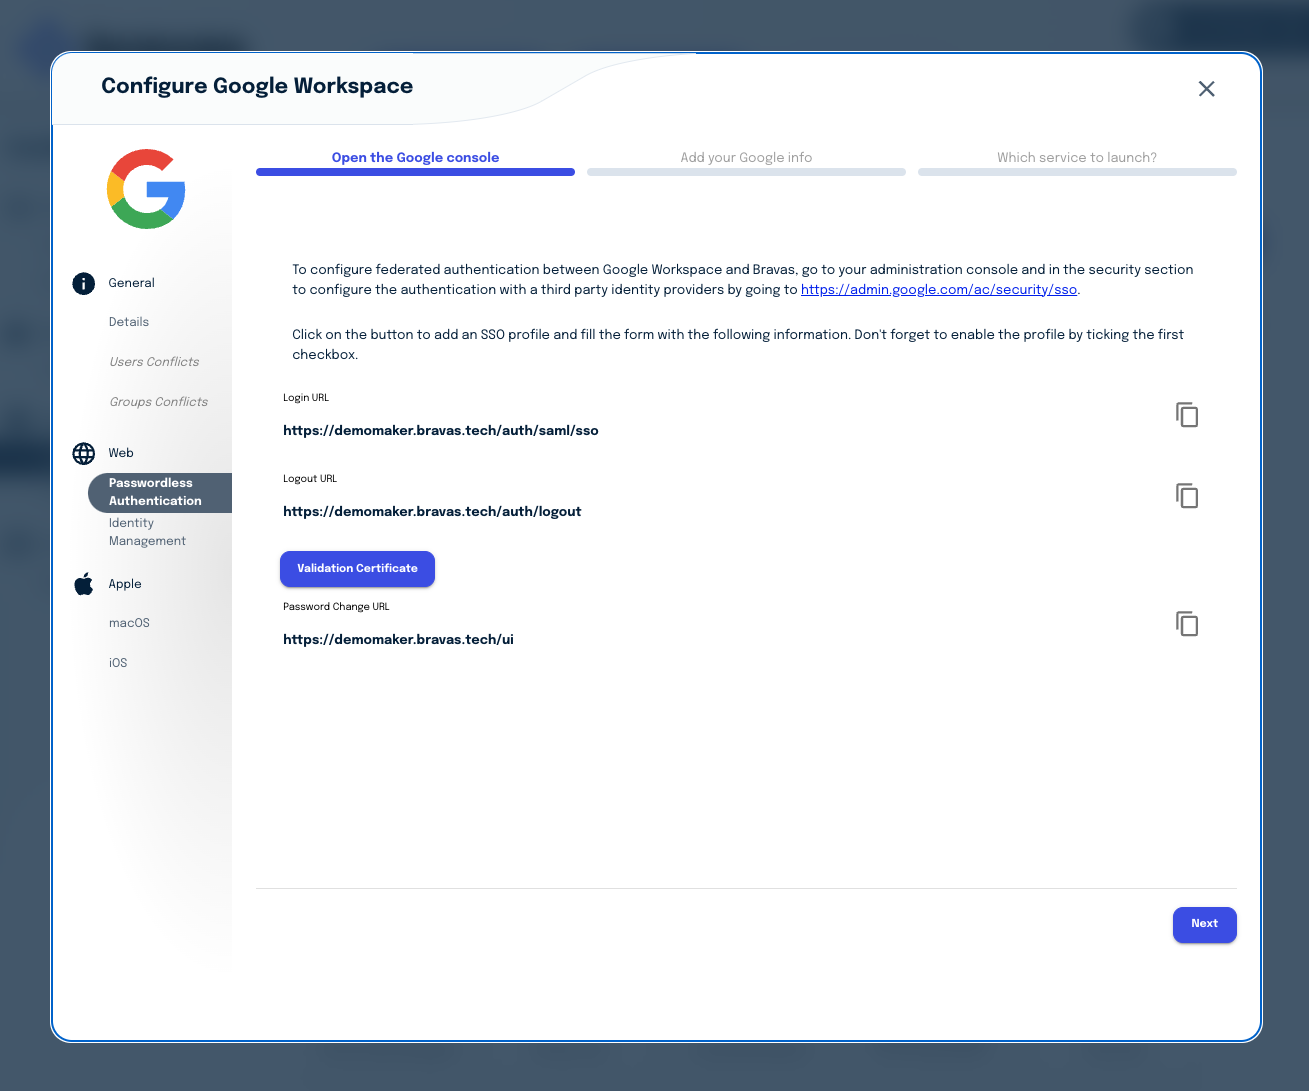 Configure Google Workspace
Open the Google console
Add your Google info
Which service to launch?
General
Details
Users Conflicts
Groups Conflicts
Web
Passwordless
Authentication
Identity
Management
Apple
macOS
iOS
To configure federated authentication between Google Workspace and Bravas, go to your administration console and in the security section
to configure the authentication with a third party identity providers by going to https://admin.google.com/ac/security/sso.
Click on the button to add an SSO profile and fill the form with the following information. Don't forget to enable the profile by ticking the first
checkbox.
Login URL
https://demomaker.bravas.tech/auth/saml/sso
Logout URL
https://demomaker.bravas.tech/auth/logout
Validation Certificate
Password Change URL
https://demomaker.bravas.tech/ui
Next